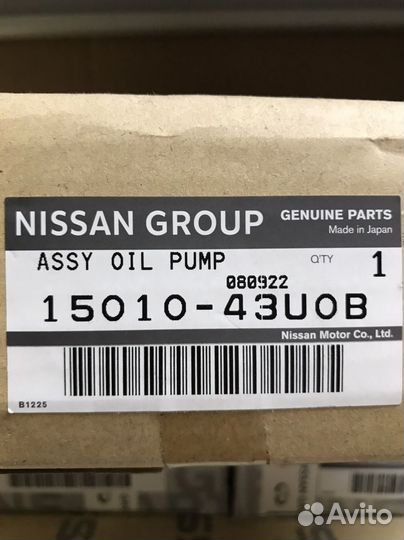 NISSAN GROUP GENUINE PARTS
Made in Japan
ASSY OIL PUMP Q'TY 1
080922
15010-43U0B
Nissan Motor Co., Ltd.
B1225
Avito